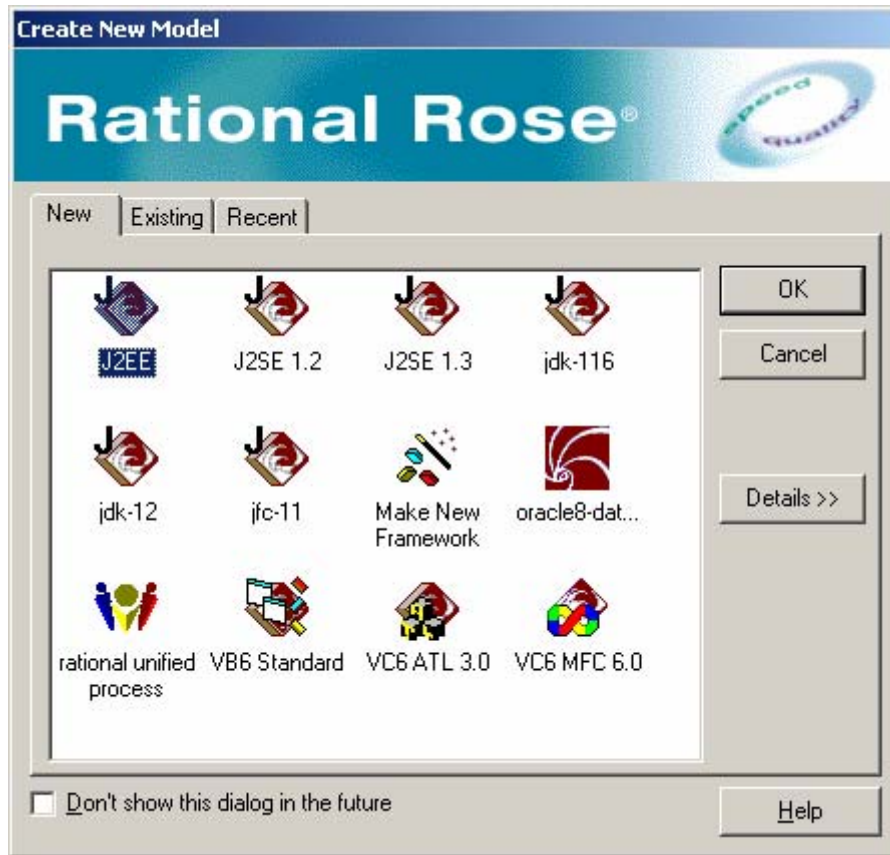 Create New Model
Rational Rose®
speed
quality
New
Existing
Recent
J2EE
J2SE 1.2
J2SE 1.3
jdk-116
OK
Cancel
jdk-12
jfc-11
Make New
Framework
oracle8-dat...
Details >>
rational unified
process
VB6 Standard
VC6 ATL 3.0
VC6 MFC 6.0
Don't show this dialog in the future
Help